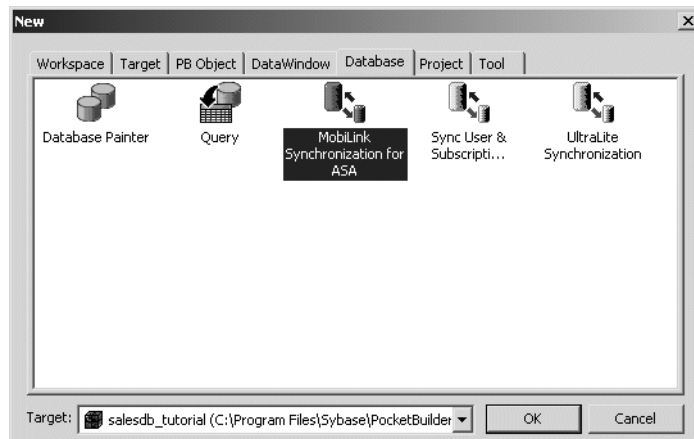 New
Workspace Target PB Object DataWindow Database Project Tool
Database Painter
Query
MobiLink
Synchronization for
ASA
Sync User &
Subscripti...
UltraLite
Synchronization
Target: salesdb_tutorial (C:\Program Files\Sybase\PocketBuilder
OK
Cancel